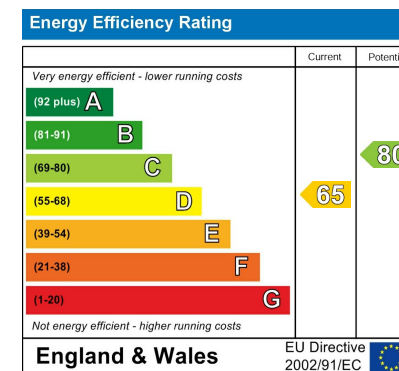 Energy Efficiency Rating
Current Potenti
Very energy efficient - lower running costs
(92 plus) A
(81-91) B
(69-80) C
(55-68) D
(39-54) E
(21-38) F
(1-20) G
65
80
Not energy efficient - higher running costs
England & Wales
EU Directive
2002/91/EC